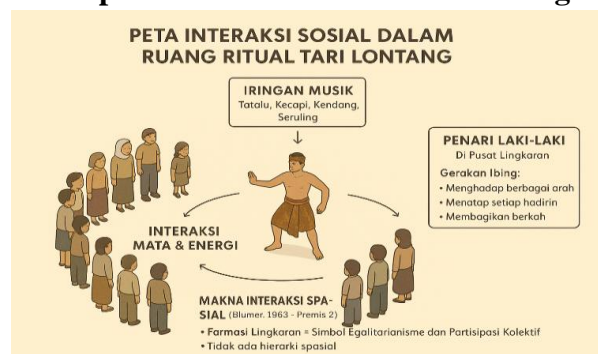 PETA INTERAKSI SOSIAL DALAM
RUANG RITUAL TARI LONTANG
IRINGAN MUSIK
Tatalu, Kecapi, Kendang,
Seruling
PENARI LAKI-LAKI
Di Pusat Lingkaran
Gerakan Ibing:
• Menghadap berbagai arah
• Menatap setiap hadirin
• Membagikan berkah
INTERAKSI
MATA & ENERGI
MAKNA INTERAKSI SPA-
SIAL (Blumer. 1963 - Premis 2)
• Farmasi Lingkaran = Simbol Egalitarianisme dan Partisipasi Kolektif
• Tidak ada hierarki spasial